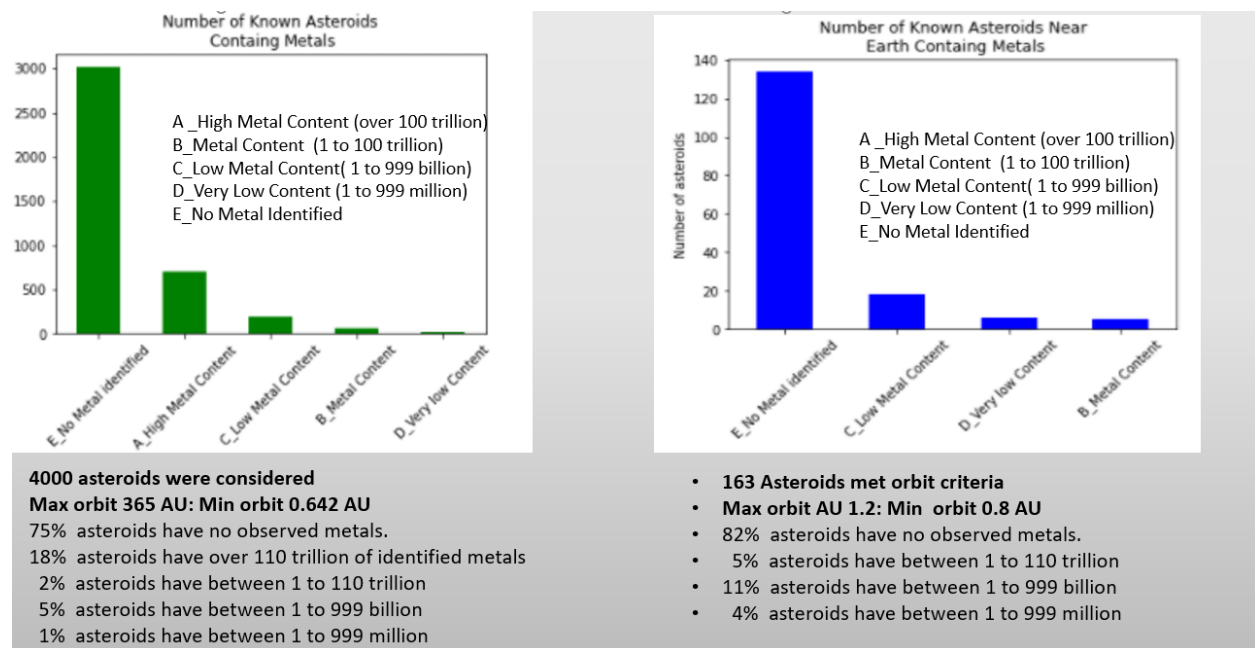 Number of Known Asteroids
Containg Metals
3000
2500
2000
1500
1000
500
0
A _High Metal Content (over 100 trillion)
B_Metal Content (1 to 100 trillion)
C_Low Metal Content( 1 to 999 billion)
D_Very Low Content (1 to 999 million)
E_No Metal Identified
E_No Metal identified
A_High Metal Content
C_Low Metal Content
B_Metal Content
D_Very low Content
4000 asteroids were considered
Max orbit 365 AU: Min orbit 0.642 AU
75% asteroids have no observed metals.
18% asteroids have over 110 trillion of identified metals
2% asteroids have between 1 to 110 trillion
5% asteroids have between 1 to 999 billion
1% asteroids have between 1 to 999 million
Number of Known Asteroids Near
Earth Containg Metals
Number of asteroids
140
120
100
80
60
40
20
0
A _High Metal Content (over 100 trillion)
B_Metal Content (1 to 100 trillion)
C_Low Metal Content( 1 to 999 billion)
D_Very Low Content (1 to 999 million)
E_No Metal Identified
E_No Metal identified
C_Low Metal Content
D_Very low Content
B_Metal Content
• 163 Asteroids met orbit criteria
• Max orbit AU 1.2: Min orbit 0.8 AU
• 82% asteroids have no observed metals.
• 5% asteroids have between 1 to 110 trillion
• 11% asteroids have between 1 to 999 billion
• 4% asteroids have between 1 to 999 million